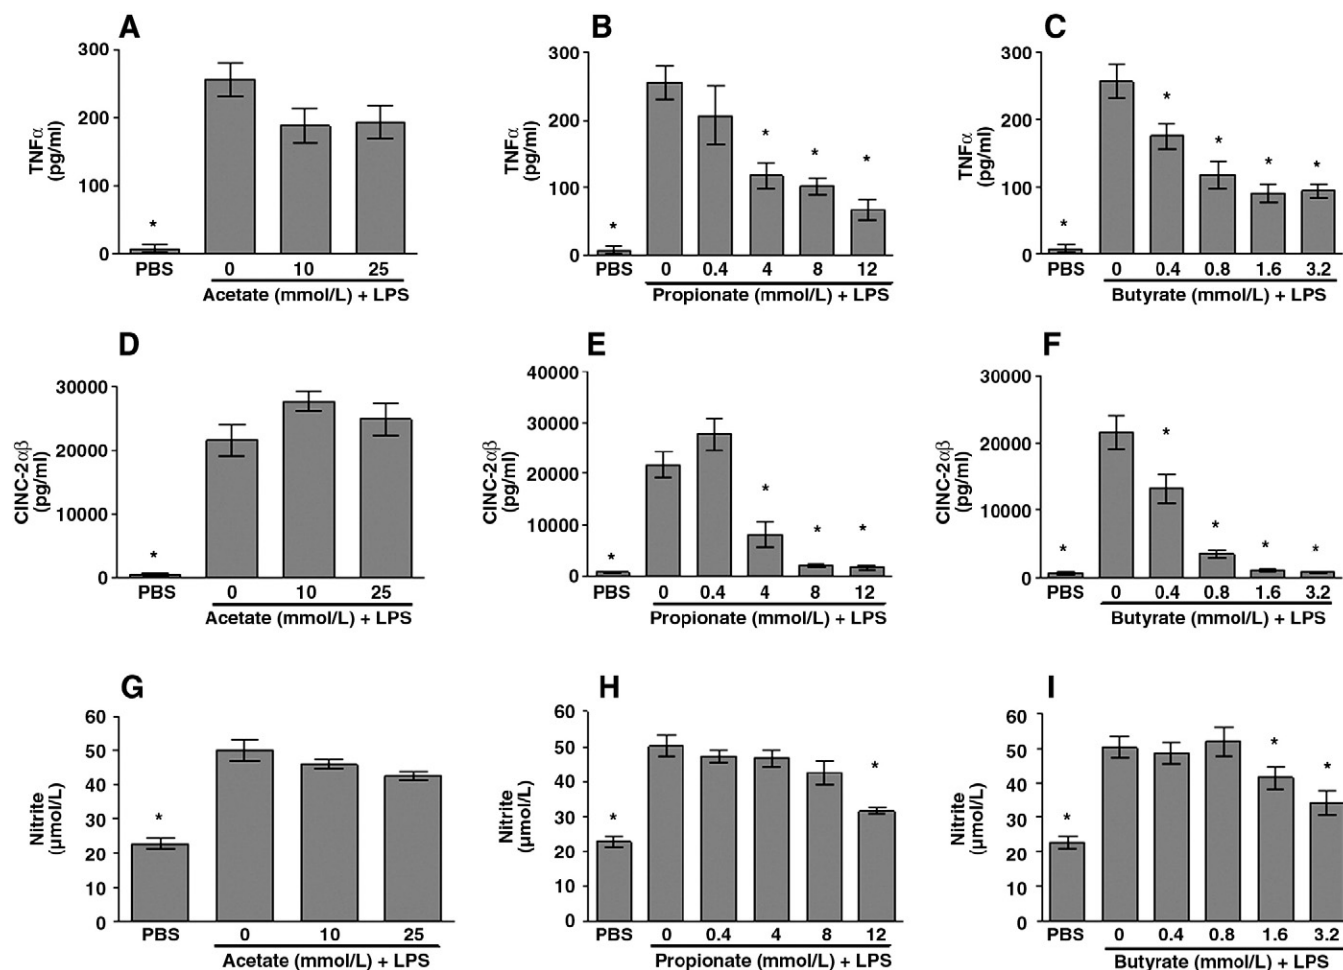 A
TNFα
(pg/ml)
300
200
100
0
*
PBS 0 10 25
Acetate (mmol/L) + LPS
B
TNFα
(pg/ml)
300
200
100
0
* * * *
PBS 0 0.4 4 8 12
Propionate (mmol/L) + LPS
C
TNFα
(pg/ml)
300
200
100
0
* * * * *
PBS 0 0.4 0.8 1.6 3.2
Butyrate (mmol/L) + LPS
D
CINC-2αβ
(pg/ml)
30000
20000
10000
0
*
PBS 0 10 25
Acetate (mmol/L) + LPS
E
CINC-2αβ
(pg/ml)
40000
30000
20000
10000
0
* * * *
PBS 0 0.4 4 8 12
Propionate (mmol/L) + LPS
F
CINC-2αβ
(pg/ml)
30000
20000
10000
0
* * * * *
PBS 0 0.4 0.8 1.6 3.2
Butyrate (mmol/L) + LPS
G
Nitrite
(μmol/L)
60
50
40
30
20
10
0
*
PBS 0 10 25
Acetate (mmol/L) + LPS
H
Nitrite
(μmol/L)
60
50
40
30
20
10
0
* *
PBS 0 0.4 4 8 12
Propionate (mmol/L) + LPS
I
Nitrite
(μmol/L)
60
50
40
30
20
10
0
* * *
PBS 0 0.4 0.8 1.6 3.2
Butyrate (mmol/L) + LPS